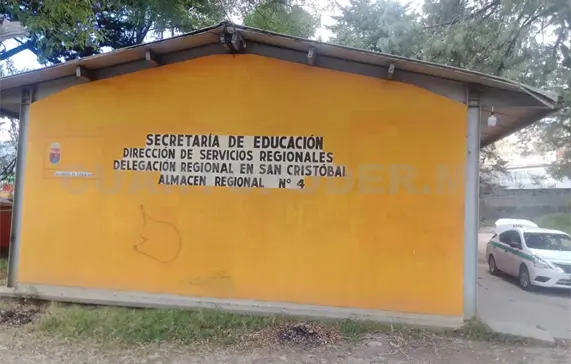 SECRETARÍA DE EDUCACIÓN
DIRECCIÓN DE SERVICIOS REGIONALES
DELEGACIÓN REGIONAL EN SAN CRISTÓBAL
ALMACEN REGIONAL N° 4